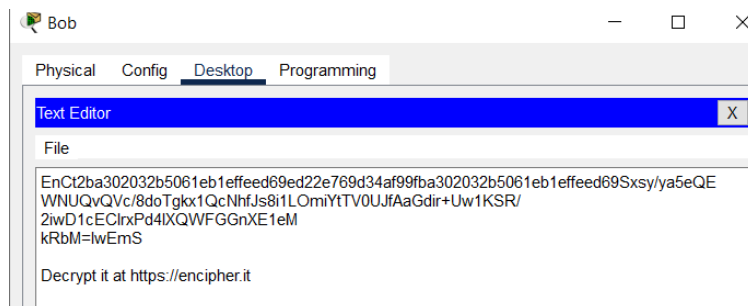 Bob
Physical Config Desktop Programming
Text Editor X
File
EnCt2ba302032b5061eb1effeed69ed22e769d34af99fba302032b5061eb1effeed69Sxsy/ya5eQE
WNUQvQVc/8doTgkx1QcNhfJs8i1LOmiYtTV0UJfAaGdir+Uw1KSR/
2iwD1cEClrxPd4lXQWFGGnXE1eM
kRbM=IwEmS
Decrypt it at https://encipher.it